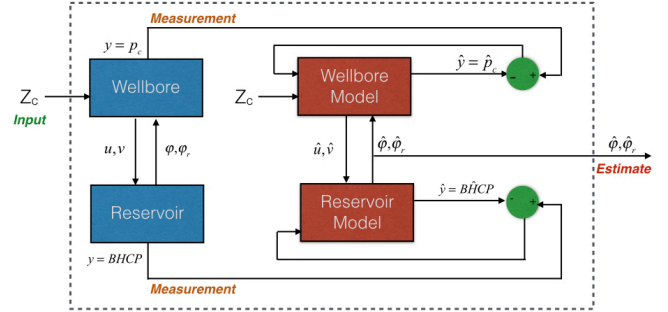 Measurement
y = p_c
Wellbore
Z_c
Input
u,v
φ,φ_r
Reservoir
y = BHCP
Measurement
Wellbore
Model
Z_c
ŷ = p̂_c
- +
û,v̂
φ̂,φ̂_r
φ̂,φ̂_r
Estimate
Reservoir
Model
ŷ = BĤCP
- +